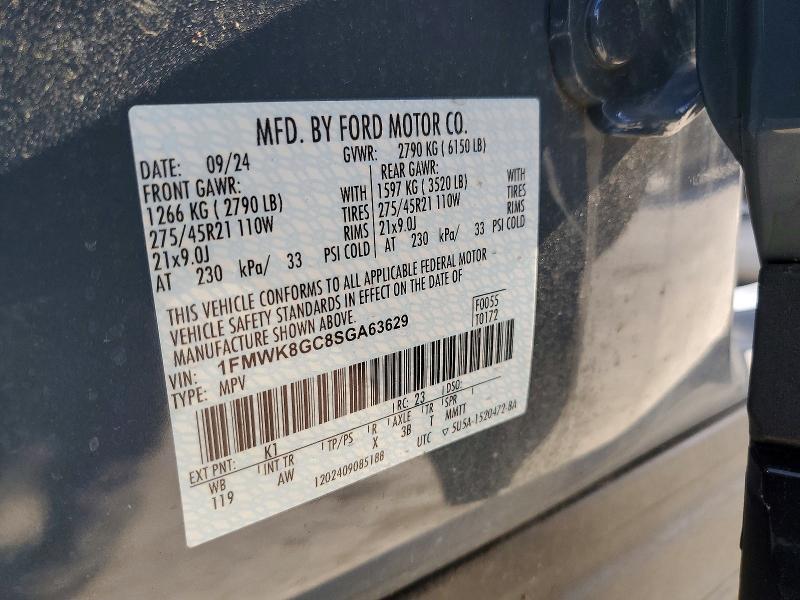 MFD. BY FORD MOTOR CO.
DATE: 09/24 GVWR: 2790 KG ( 6150 LB)
FRONT GAWR: REAR GAWR:
1266 KG ( 2790 LB) WITH 1597 KG ( 3520 LB) WITH
275/45R21 110W TIRES 275/45R21 110W TIRES
21x9.0J RIMS 21x9.0J RIMS
AT 230 kPa/ 33 PSI COLD AT 230 kPa/ 33 PSI COLD
THIS VEHICLE CONFORMS TO ALL APPLICABLE FEDERAL MOTOR
VEHICLE SAFETY STANDARDS IN EFFECT ON THE DATE OF
MANUFACTURE SHOWN ABOVE. F0055
VIN: 1FMWK8GC8SGA63629 T0172
TYPE: MPV
EXT PNT: K1 RC: 23 DSO:
WB INT TR TP/PS R AXLE TR SPR
119 AW X 3B T MMTT
1202409085188 UTC ▽ 5U5A-1520472-BA